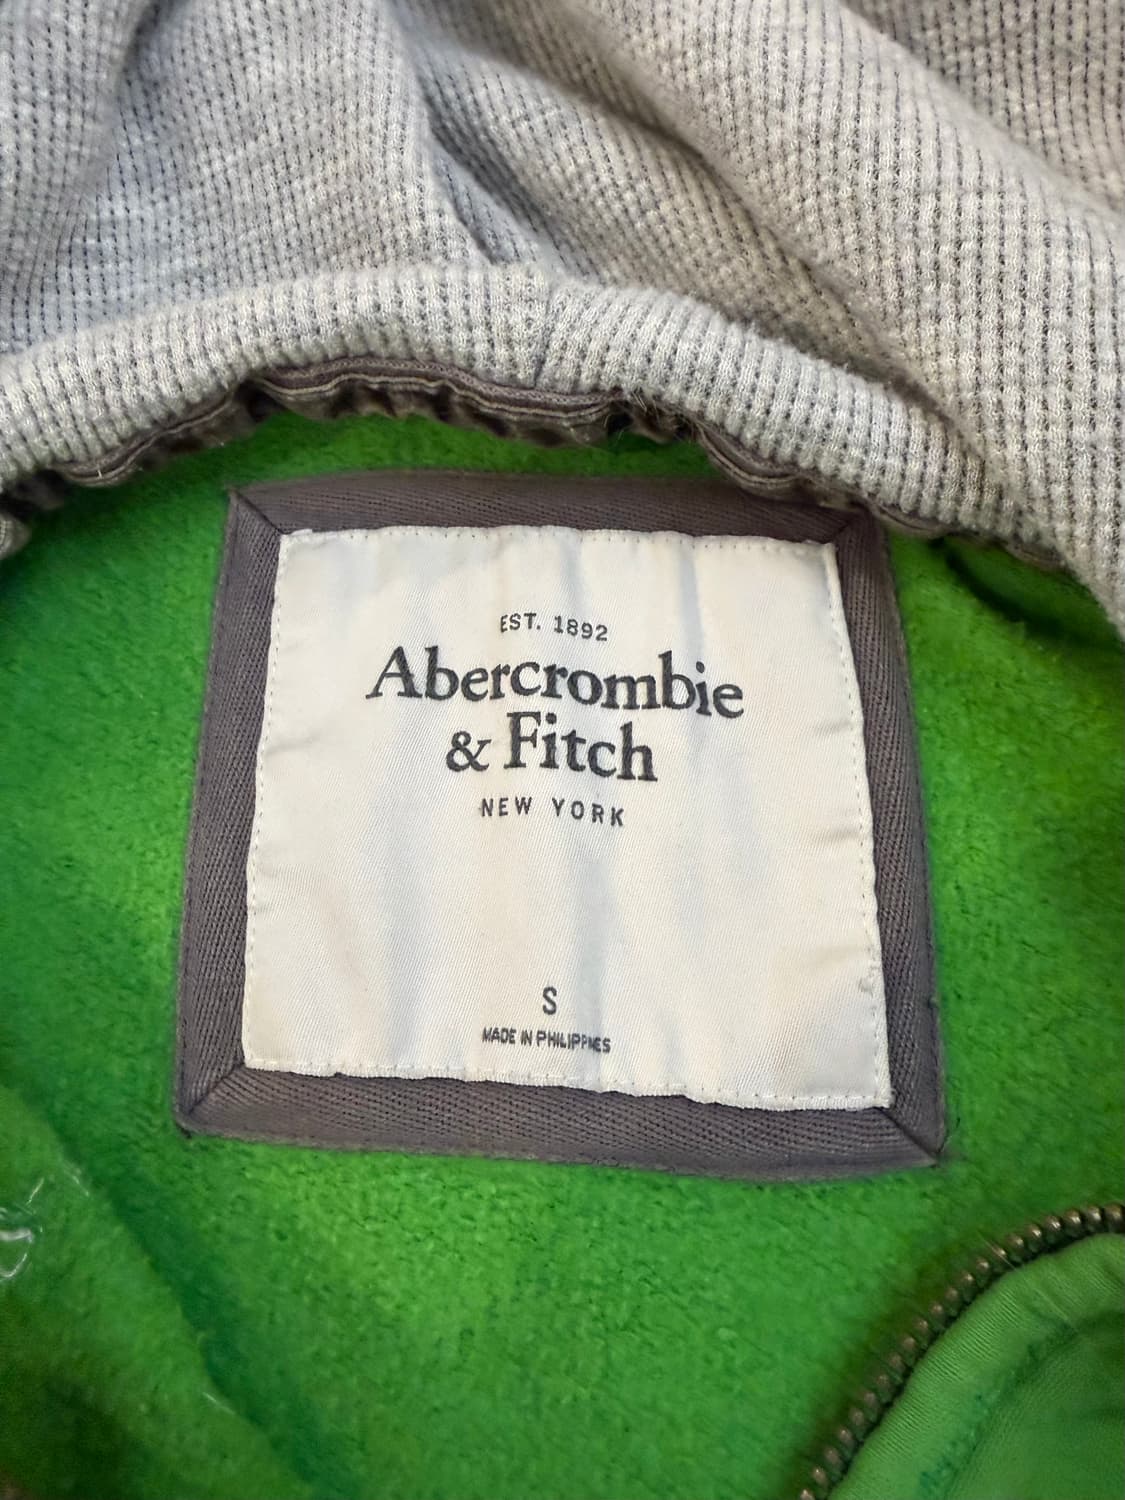 EST. 1892
Abercrombie
& Fitch
NEW YORK
S
MADE IN PHILIPPINES